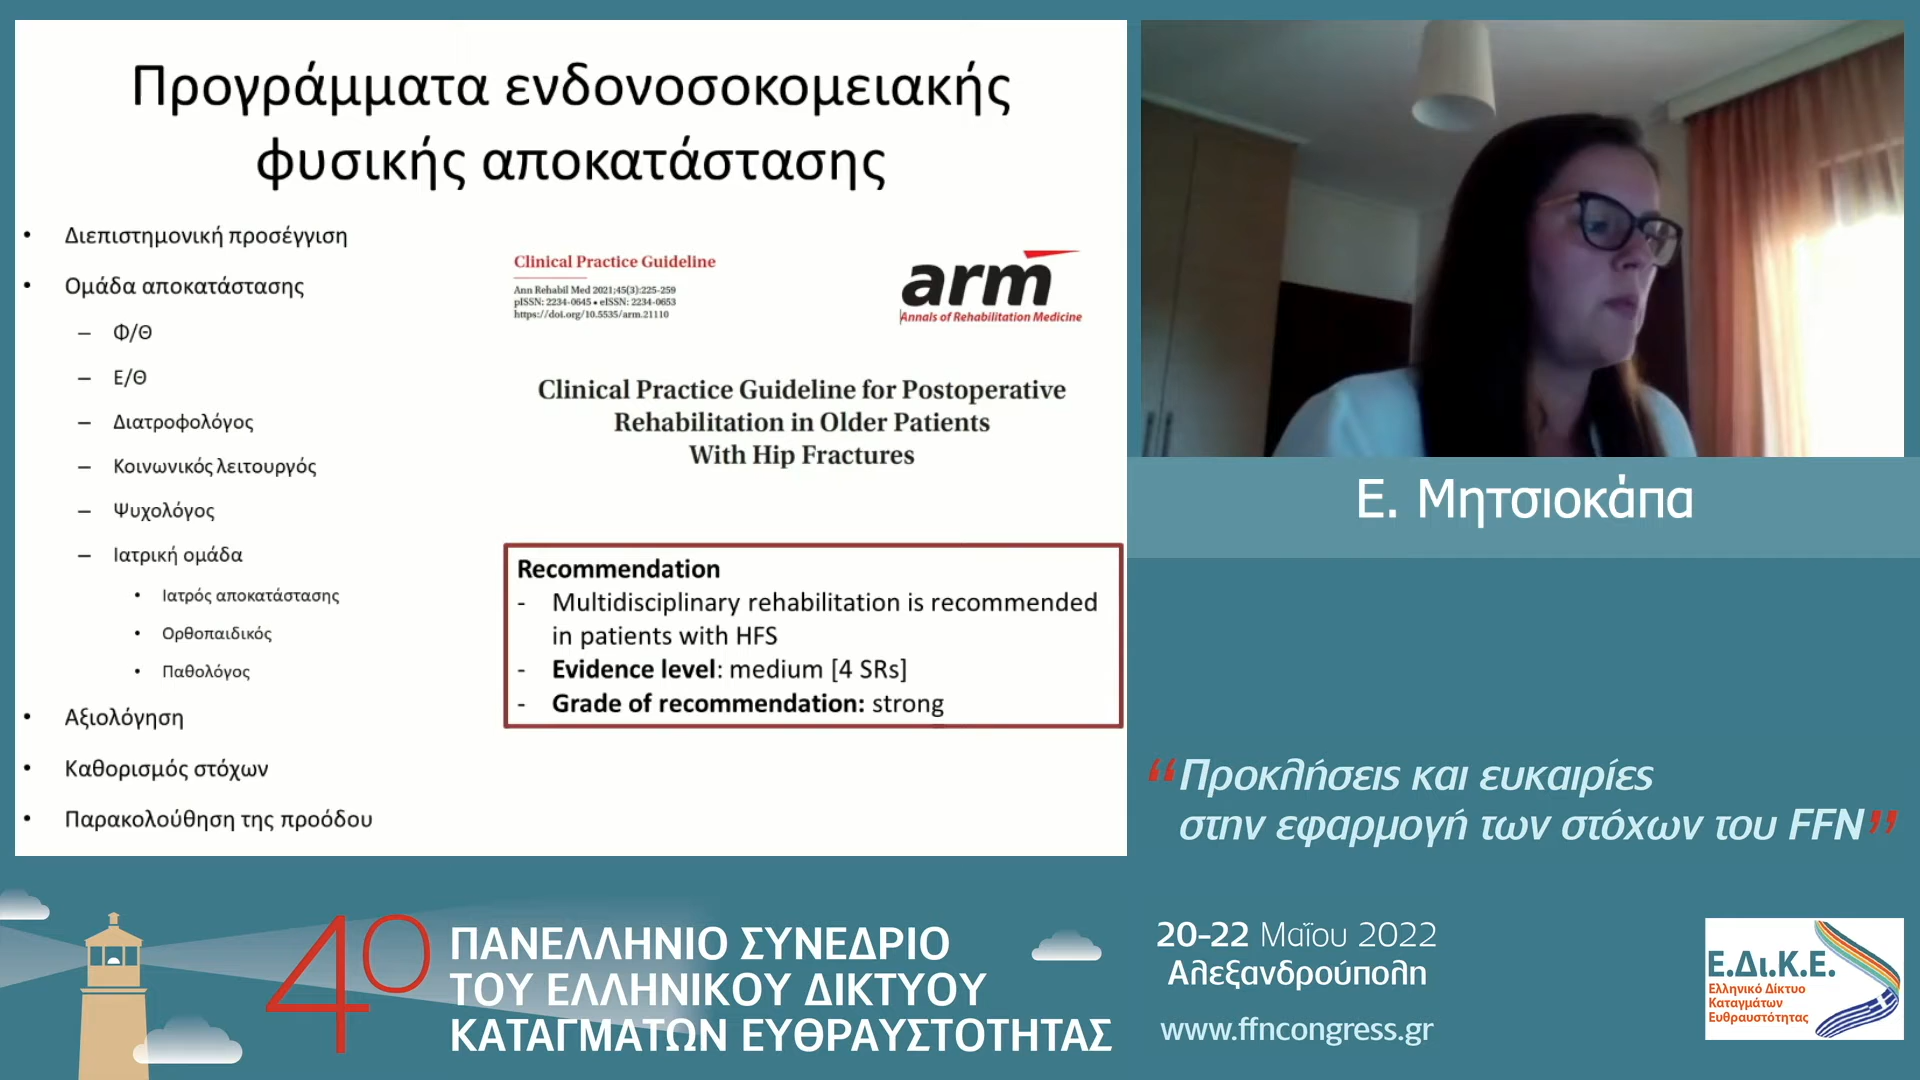 Προγράμματα ενδονοσοκομειακής
φυσικής αποκατάστασης
• Διεπιστημονική προσέγγιση
• Ομάδα αποκατάστασης
– Φ/Θ
– Ε/Θ
– Διατροφολόγος
– Κοινωνικός λειτουργός
– Ψυχολόγος
– Ιατρική ομάδα
• Ιατρός αποκατάστασης
• Ορθοπαιδικός
• Παθολόγος
• Αξιολόγηση
• Καθορισμός στόχων
• Παρακολούθηση της προόδου
Clinical Practice Guideline
Ann Rehabil Med 2021;45(3):225-259
pISSN: 2234-0645 • eISSN: 2234-0653
https://doi.org/10.5535/arm.21110
arm
Annals of Rehabilitation Medicine
Clinical Practice Guideline for Postoperative
Rehabilitation in Older Patients
With Hip Fractures
Recommendation
- Multidisciplinary rehabilitation is recommended
in patients with HFS
- Evidence level: medium [4 SRs]
- Grade of recommendation: strong
Ε. Μητσιοκάπα
“Προκλήσεις και ευκαιρίες
στην εφαρμογή των στόχων του FFN”
4ο
ΠΑΝΕΛΛΗΝΙΟ ΣΥΝΕΔΡΙΟ
ΤΟΥ ΕΛΛΗΝΙΚΟΥ ΔΙΚΤΥΟΥ
ΚΑΤΑΓΜΑΤΩΝ ΕΥΘΡΑΥΣΤΟΤΗΤΑΣ
20-22 Μαΐου 2022
Αλεξανδρούπολη
www.ffncongress.gr
Ε.Δι.Κ.Ε.
Ελληνικό Δίκτυο
Καταγμάτων
Ευθραυστότητας